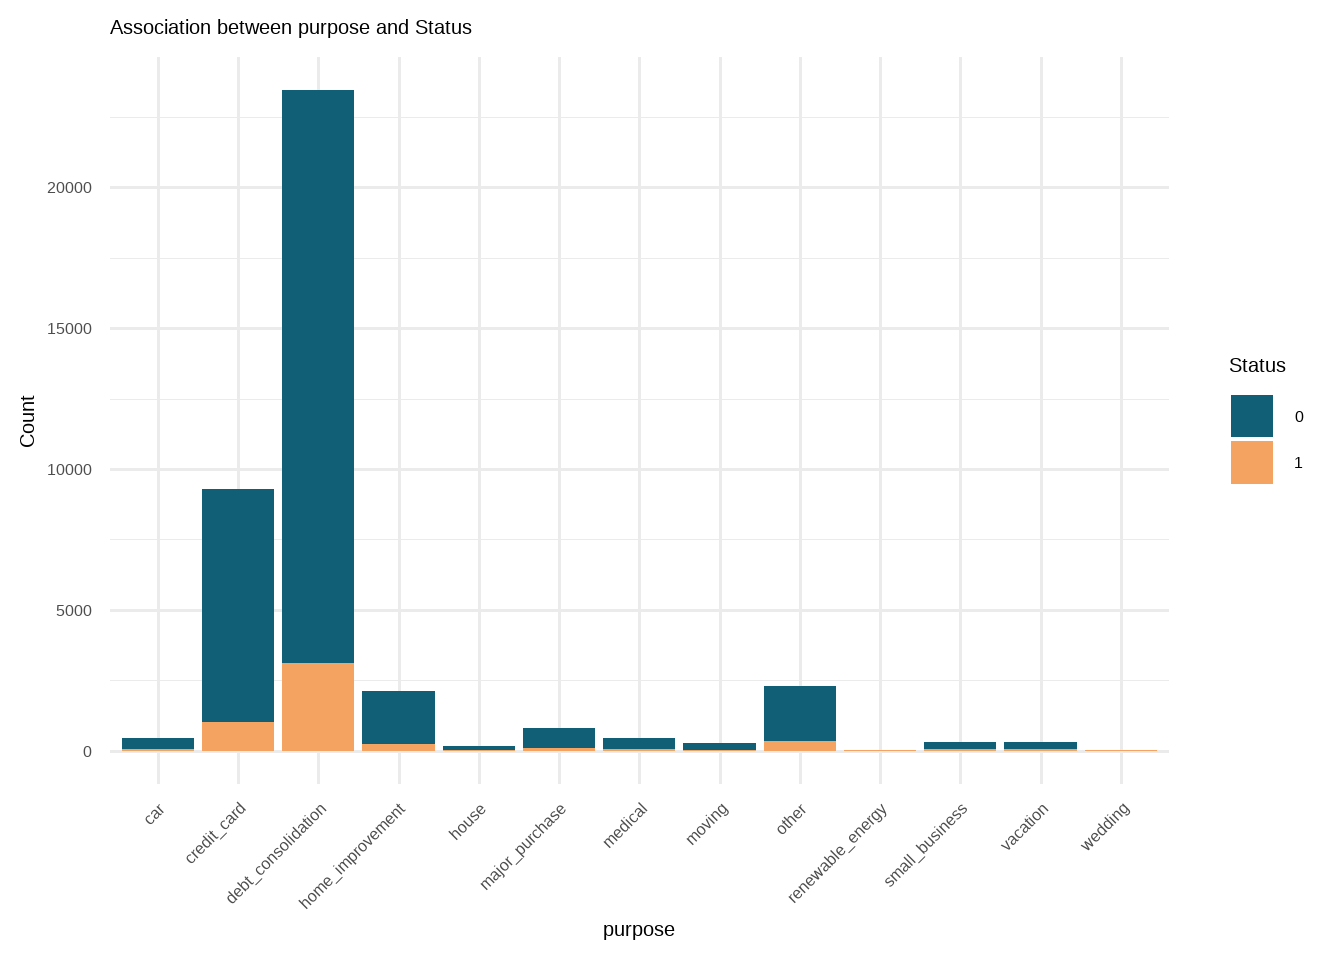 Association between purpose and Status
Count
20000
15000
10000
5000
0
car
credit_card
debt_consolidation
home_improvement
house
major_purchase
medical
moving
other
renewable_energy
small_business
vacation
wedding
purpose
Status
0
1